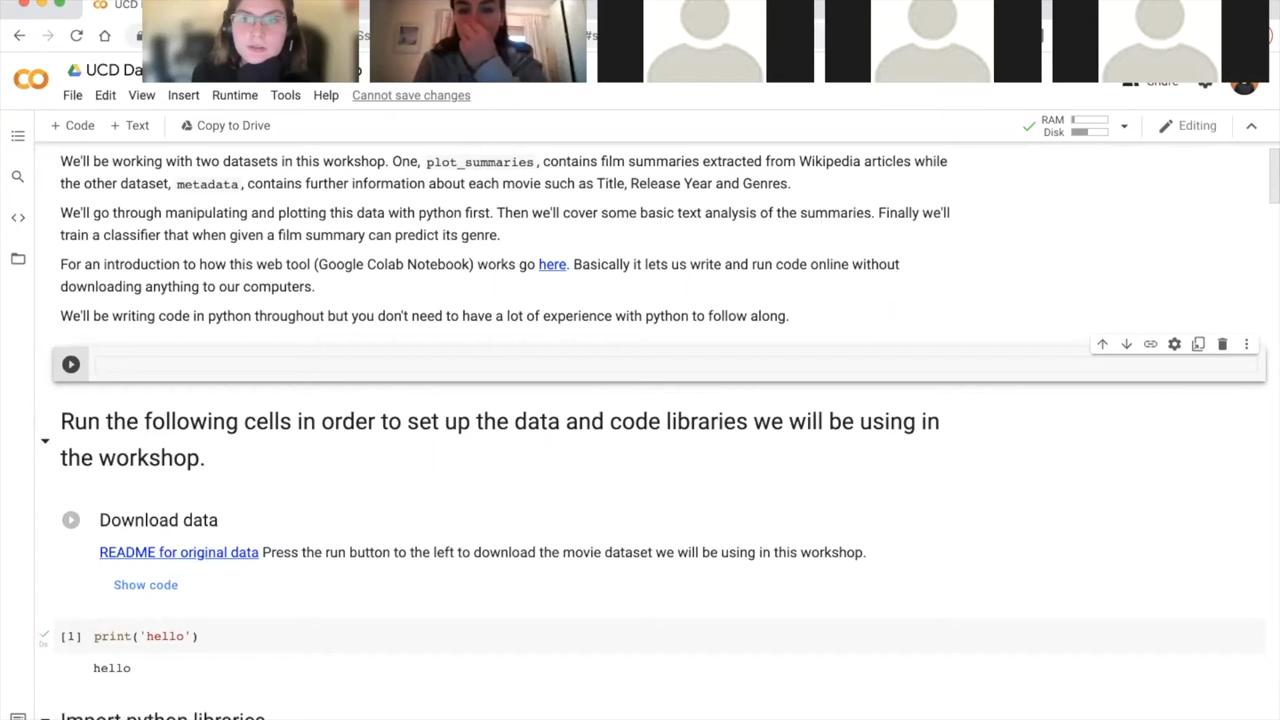 UCD
UCD Da
File Edit View Insert Runtime Tools Help Cannot save changes
+ Code + Text Copy to Drive RAM Disk Editing
We'll be working with two datasets in this workshop. One, plot_summaries, contains film summaries extracted from Wikipedia articles while
the other dataset, metadata, contains further information about each movie such as Title, Release Year and Genres.
We'll go through manipulating and plotting this data with python first. Then we'll cover some basic text analysis of the summaries. Finally we'll
train a classifier that when given a film summary can predict its genre.
For an introduction to how this web tool (Google Colab Notebook) works go here. Basically it lets us write and run code online without
downloading anything to our computers.
We'll be writing code in python throughout but you don't need to have a lot of experience with python to follow along.
Run the following cells in order to set up the data and code libraries we will be using in
the workshop.
Download data
README for original data Press the run button to the left to download the movie dataset we will be using in this workshop.
Show code
[1] print('hello')
0s
hello
Import python libraries